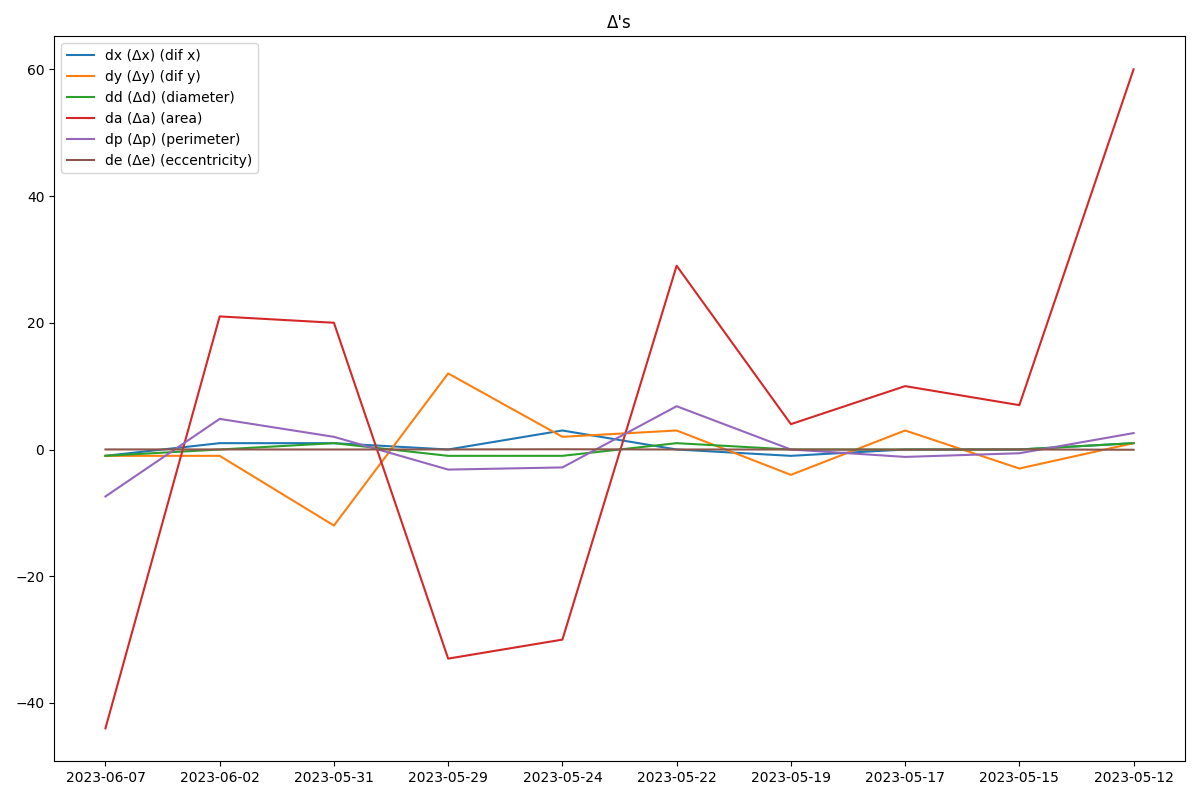 Δ's
dx (Δx) (dif x)
dy (Δy) (dif y)
dd (Δd) (diameter)
da (Δa) (area)
dp (Δp) (perimeter)
de (Δe) (eccentricity)
60
40
20
0
−20
−40
2023-06-07 2023-06-02 2023-05-31 2023-05-29 2023-05-24 2023-05-22 2023-05-19 2023-05-17 2023-05-15 2023-05-12